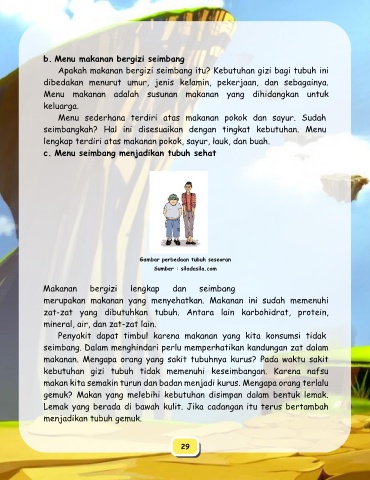 b. Menu makanan bergizi seimbang
Apakah makanan bergizi seimbang itu? Kebutuhan gizi bagi tubuh ini
dibedakan menurut umur, jenis kelamin, pekerjaan, dan sebagainya.
Menu makanan adalah susunan makanan yang dihidangkan untuk
keluarga.
Menu sederhana terdiri atas makanan pokok dan sayur. Sudah
seimbangkah? Hal ini disesuaikan dengan tingkat kebutuhan. Menu
lengkap terdiri atas makanan pokok, sayur, lauk, dan buah.
c. Menu seimbang menjadikan tubuh sehat
Gambar perbedaan tubuh seseoran
Sumber : siladasila.com
Makanan bergizi lengkap dan seimbang
merupakan makanan yang menyehatkan. Makanan ini sudah memenuhi
zat-zat yang dibutuhkan tubuh. Antara lain karbohidrat, protein,
mineral, air, dan zat-zat lain.
Penyakit dapat timbul karena makanan yang kita konsumsi tidak
seimbang. Dalam menghindari perlu memperhatikan kandungan zat dalam
makanan. Mengapa orang yang sakit tubuhnya kurus? Pada waktu sakit
kebutuhan gizi tubuh tidak memenuhi keseimbangan. Karena nafsu
makan kita semakin turun dan badan menjadi kurus. Mengapa orang terlalu
gemuk? Makan yang melebihi kebutuhan disimpan dalam bentuk lemak.
Lemak yang berada di bawah kulit. Jika cadangan itu terus bertambah
menjadikan tubuh gemuk.
29